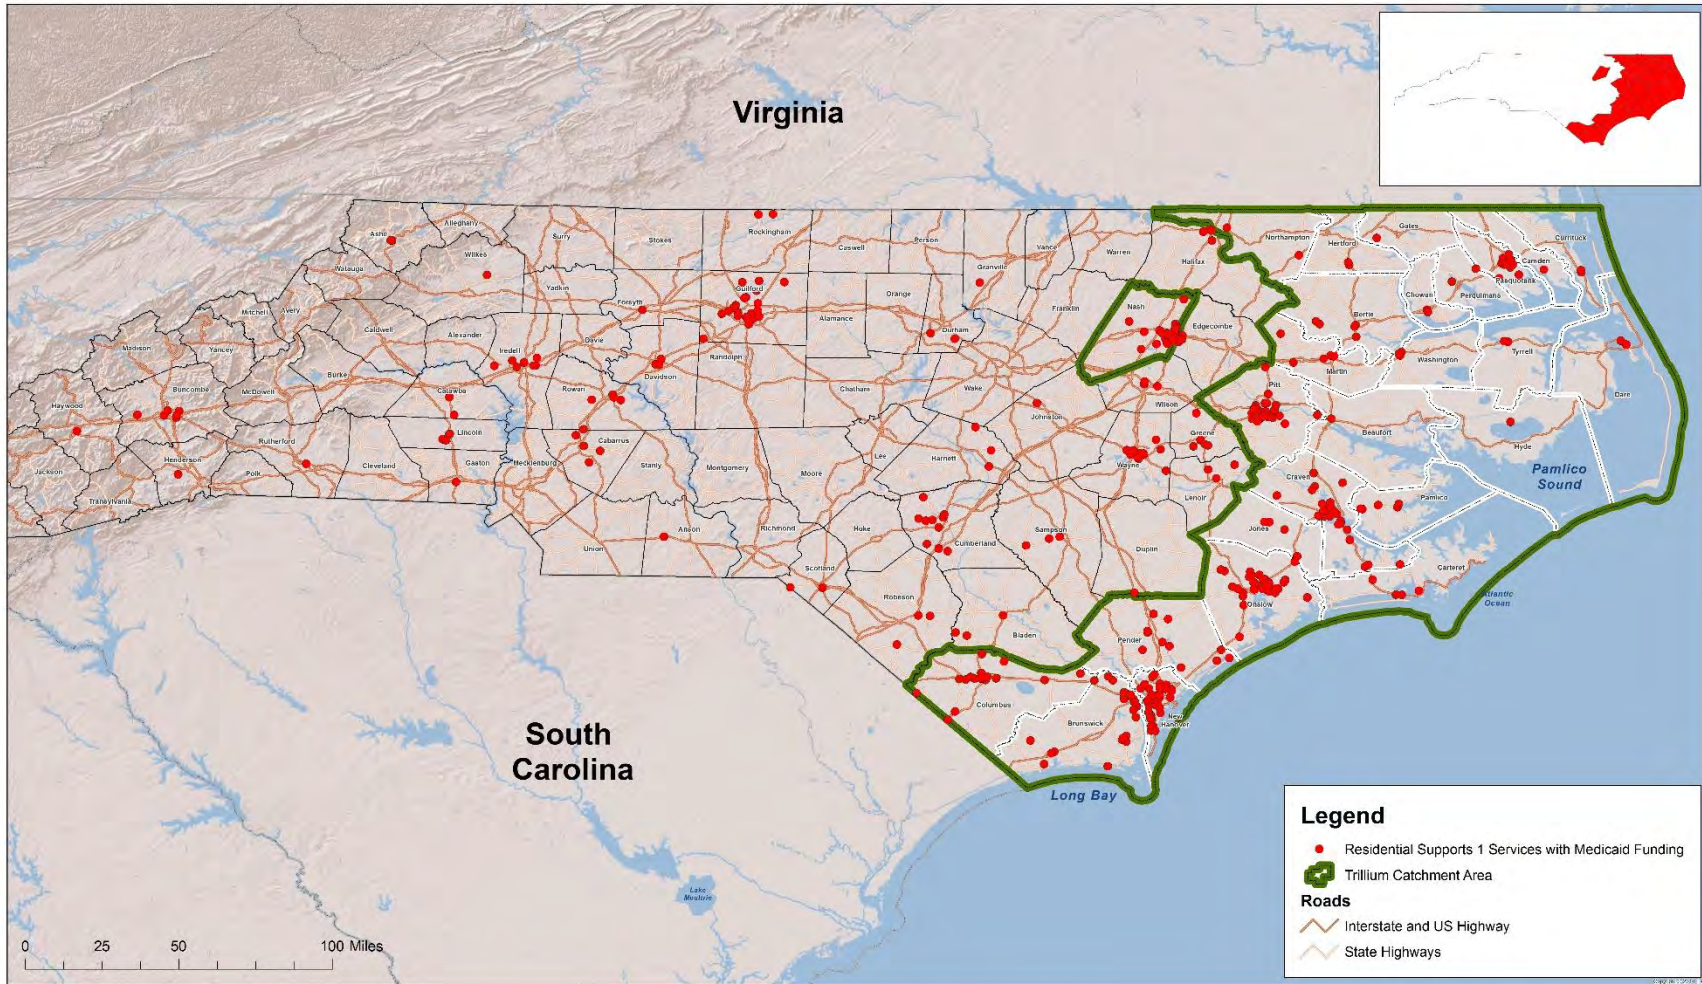 Virginia
Alleghany
Ashe
Surry
Stokes
Rockingham
Caswell
Person
Granville
Vance
Warren
Halifax
Northampton
Hertford
Gates
Currituck
Camden
Pasquotank
Perquimans
Chowan
Watauga
Wilkes
Yadkin
Forsyth
Guilford
Alamance
Orange
Durham
Franklin
Nash
Edgecombe
Bertie
Mitchell
Avery
Caldwell
Alexander
Iredell
Davie
Davidson
Randolph
Chatham
Wake
Washington
Tyrrell
Dare
Madison
Yancey
Burke
McDowell
Buncombe
Haywood
Catawba
Rowan
Johnston
Wilson
Pitt
Martin
Beaufort
Hyde
Pamlico
Sound
Jackson
Henderson
Transylvania
Polk
Rutherford
Cleveland
Lincoln
Gaston
Mecklenburg
Cabarrus
Stanly
Montgomery
Moore
Lee
Harnett
Wayne
Greene
Lenoir
Craven
Pamlico
Jones
Carteret
Union
Anson
Richmond
Scotland
Hoke
Cumberland
Sampson
Duplin
Onslow
Atlantic
Ocean
Robeson
Bladen
Pender
Columbus
Brunswick
New
Hanover
South
Carolina
Long Bay
Lake
Moultrie
0 25 50 100 Miles
Legend
Residential Supports 1 Services with Medicaid Funding
Trillium Catchment Area
Roads
Interstate and US Highway
State Highways